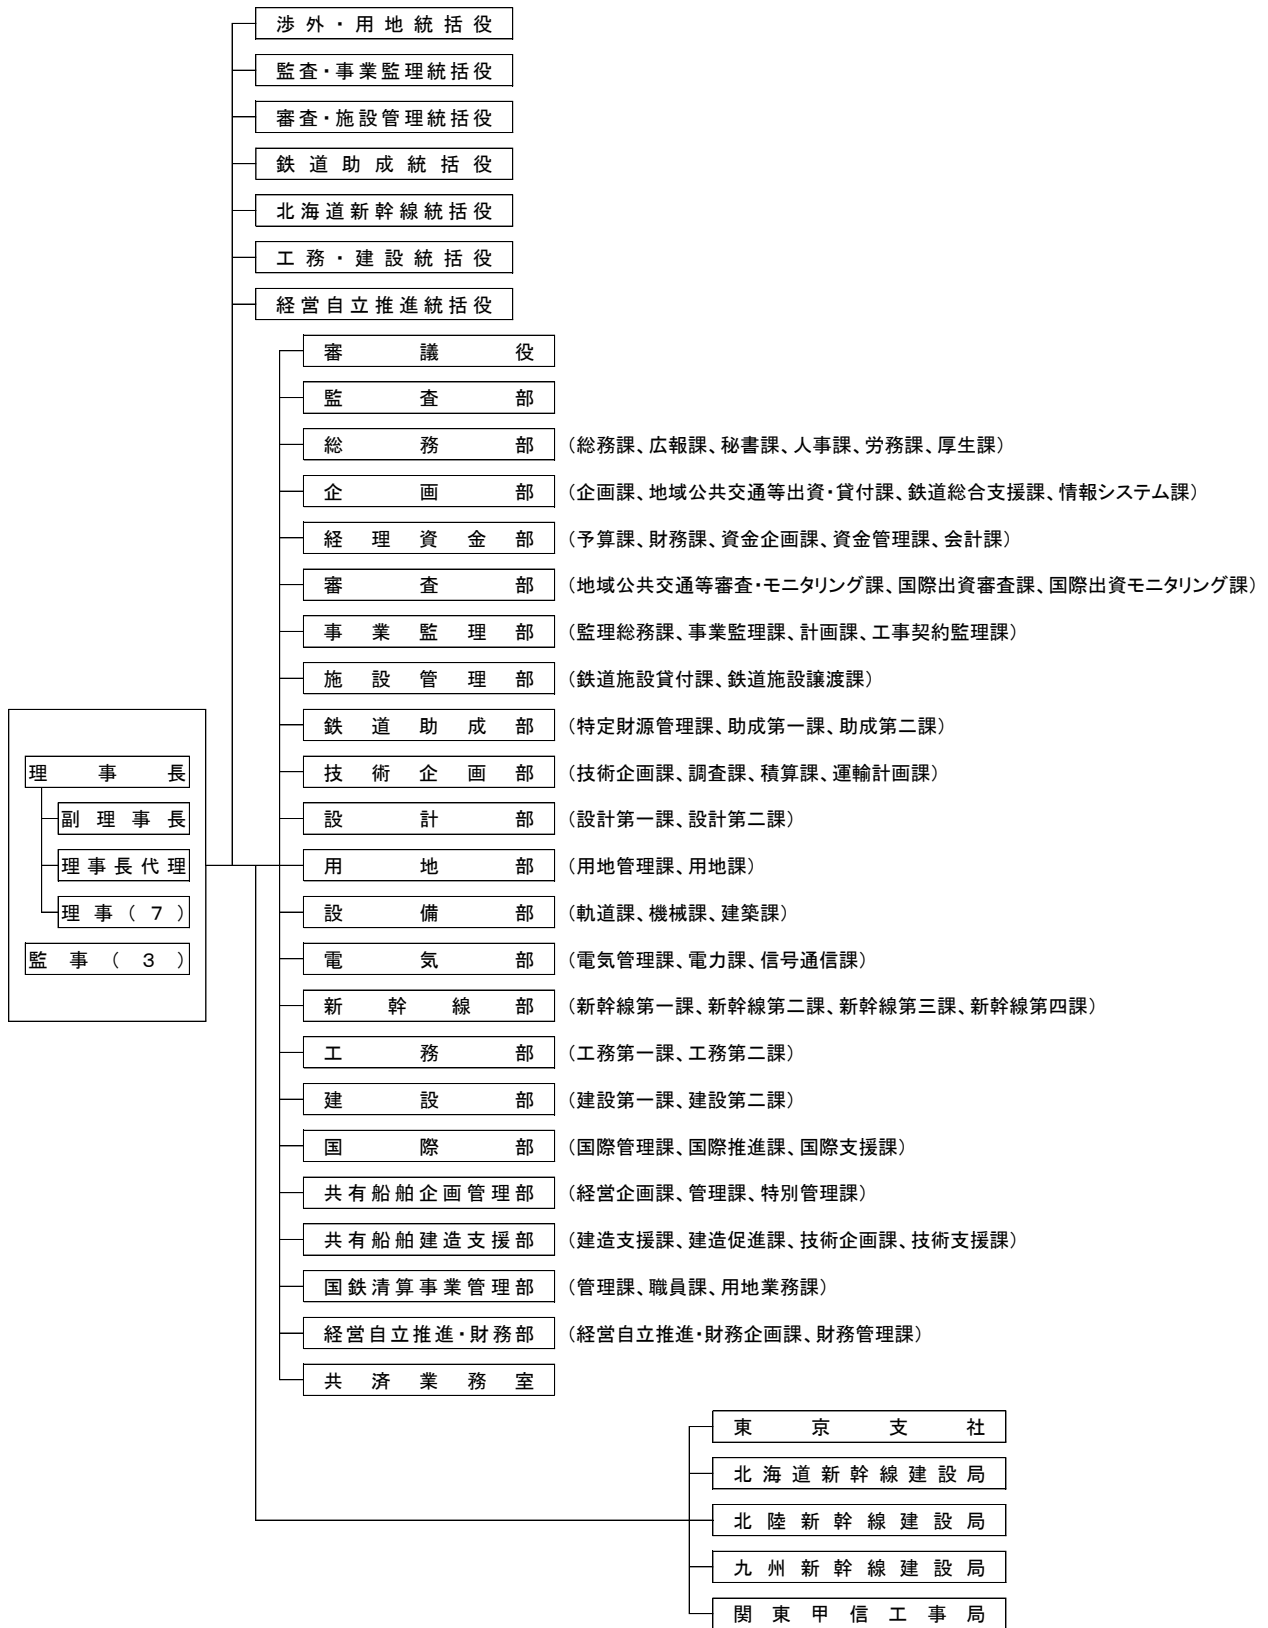 渉外・用地統括役
監査・事業監理統括役
審査・施設管理統括役
鉄道助成統括役
北海道新幹線統括役
工務・建設統括役
経営自立推進統括役
審議役
監査部
総務部 （総務課、広報課、秘書課、人事課、労務課、厚生課）
企画部 （企画課、地域公共交通等出資・貸付課、鉄道総合支援課、情報システム課）
経理資金部 （予算課、財務課、資金企画課、資金管理課、会計課）
審査部 （地域公共交通等審査・モニタリング課、国際出資審査課、国際出資モニタリング課）
事業監理部 （監理総務課、事業監理課、計画課、工事契約監理課）
施設管理部 （鉄道施設貸付課、鉄道施設譲渡課）
鉄道助成部 （特定財源管理課、助成第一課、助成第二課）
理事長
技術企画部 （技術企画課、調査課、積算課、運輸計画課）
副理事長
設計部 （設計第一課、設計第二課）
理事長代理
用地部 （用地管理課、用地課）
理事（７）
設備部 （軌道課、機械課、建築課）
監事（３）
電気部 （電気管理課、電力課、信号通信課）
新幹線部 （新幹線第一課、新幹線第二課、新幹線第三課、新幹線第四課）
工務部 （工務第一課、工務第二課）
建設部 （建設第一課、建設第二課）
国際部 （国際管理課、国際推進課、国際支援課）
共有船舶企画管理部 （経営企画課、管理課、特別管理課）
共有船舶建造支援部 （建造支援課、建造促進課、技術企画課、技術支援課）
国鉄清算事業管理部 （管理課、職員課、用地業務課）
経営自立推進・財務部 （経営自立推進・財務企画課、財務管理課）
共済業務室
東京支社
北海道新幹線建設局
北陸新幹線建設局
九州新幹線建設局
関東甲信工事局